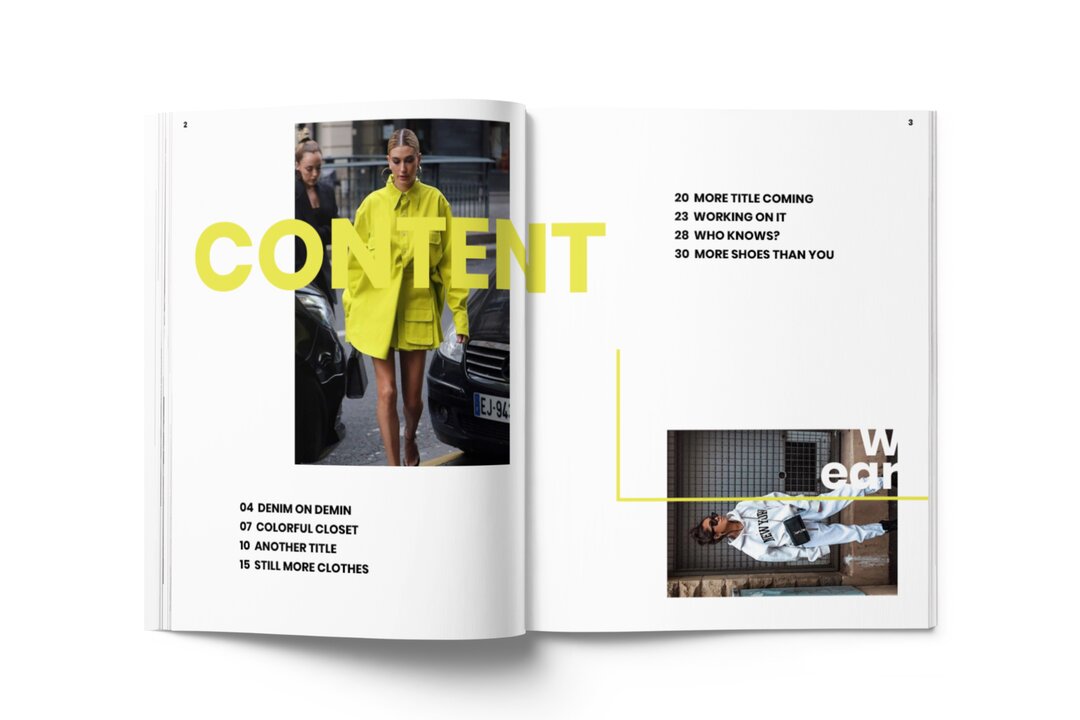 2
CONTENT
EJ-94
04 DENIM ON DEMIN
07 COLORFUL CLOSET
10 ANOTHER TITLE
15 STILL MORE CLOTHES
3
20 MORE TITLE COMING
23 WORKING ON IT
28 WHO KNOWS?
30 MORE SHOES THAN YOU
w
ear
NEW YORK